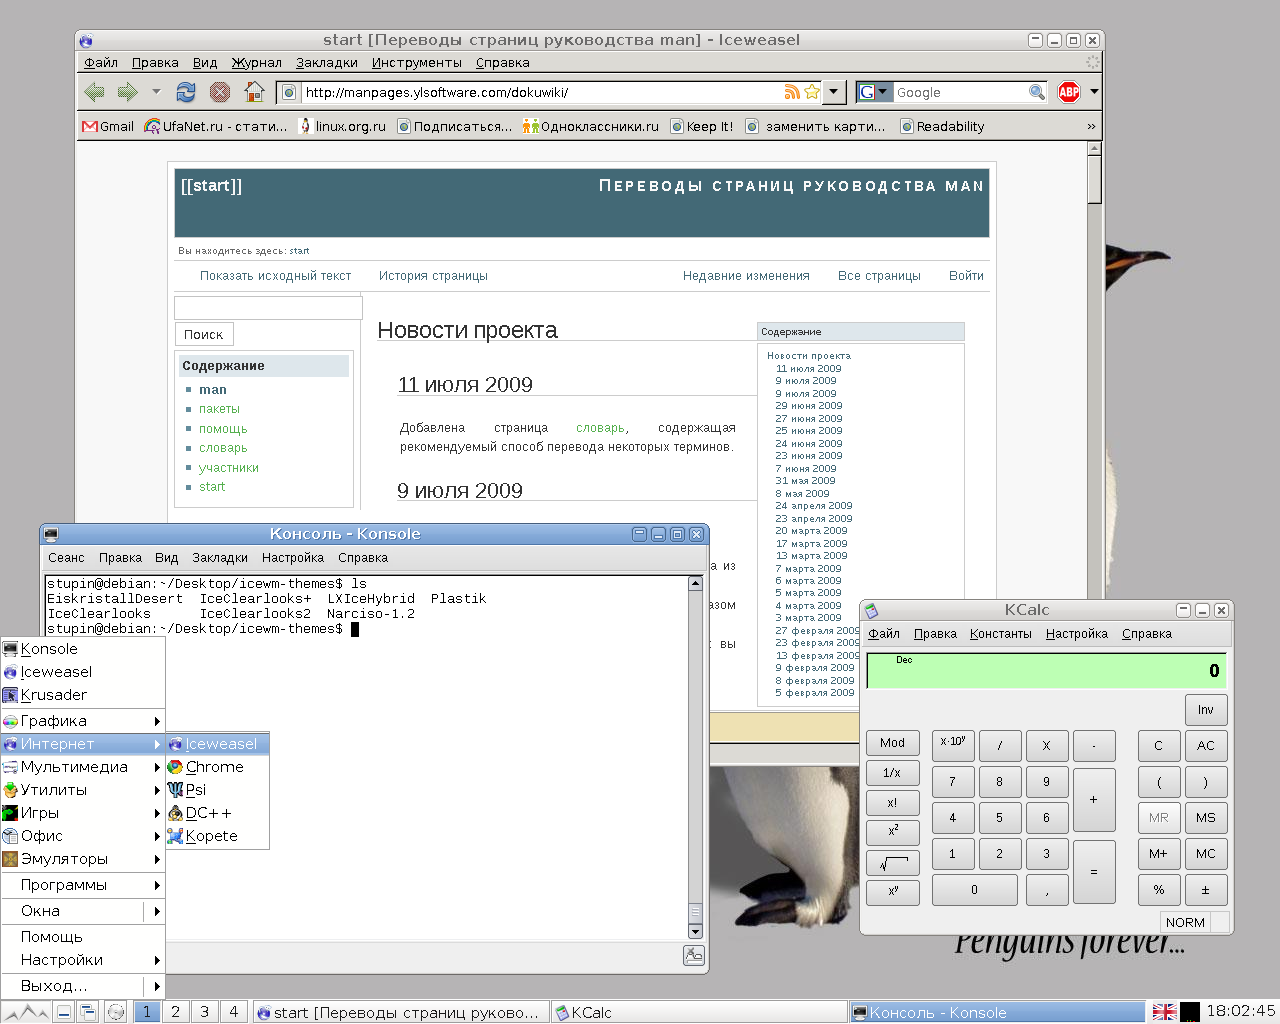 start [Переводы страниц руководства man] - Iceweasel
Файл Правка Вид Журнал Закладки Инструменты Справка
http://manpages.ylsoftware.com/dokuwiki/
G Google ABP
Gmail UfaNet.ru - стати... linux.org.ru Подписаться... Одноклассники.ru Keep It! заменить карти... Readability »
[[start]] Переводы страниц руководства man
Вы находитесь здесь: start
Показать исходный текст История страницы Недавние изменения Все страницы Войти
Поиск
Содержание
man
пакеты
помощь
словарь
участники
start
Новости проекта
11 июля 2009
Добавлена страница словарь, содержащая
рекомендуемый способ перевода некоторых терминов.
9 июля 2009
а из
азом
вы
Содержание
Новости проекта
11 июля 2009
9 июля 2009
9 июля 2009
29 июня 2009
27 июня 2009
25 июня 2009
24 июня 2009
23 июня 2009
7 июня 2009
31 мая 2009
8 мая 2009
24 апреля 2009
23 апреля 2009
20 марта 2009
17 марта 2009
13 марта 2009
7 марта 2009
6 марта 2009
5 марта 2009
4 марта 2009
3 марта 2009
27 февраля 2009
23 февраля 2009
13 февраля 2009
9 февраля 2009
8 февраля 2009
5 февраля 2009
Консоль - Konsole
Сеанс Правка Вид Закладки Настройка Справка
stupin@debian:~/Desktop/icewm-themes$ ls
EiskristallDesert IceClearlooks+ LXIceHybrid Plastik
IceClearlooks IceClearlooks2 Narciso-1.2
stupin@debian:~/Desktop/icewm-themes$
Konsole
Iceweasel
Krusader
Графика
Интернет
Мультимедиа
Утилиты
Игры
Офис
Эмуляторы
Программы
Окна
Помощь
Настройки
Выход...
Iceweasel
Chrome
Psi
DC++
Kopete
KCalc
Файл Правка Константы Настройка Справка
Dec 0
Inv
Mod x·10ʸ / X - C AC
1/x 7 8 9 + ( )
x!
x² 4 5 6 MR MS
√ 1 2 3 = M+ MC
xʸ 0 , % ±
NORM
Penguins forever...
1 2 3 4 start [Переводы страниц руково... KCalc Консоль - Konsole 18:02:45